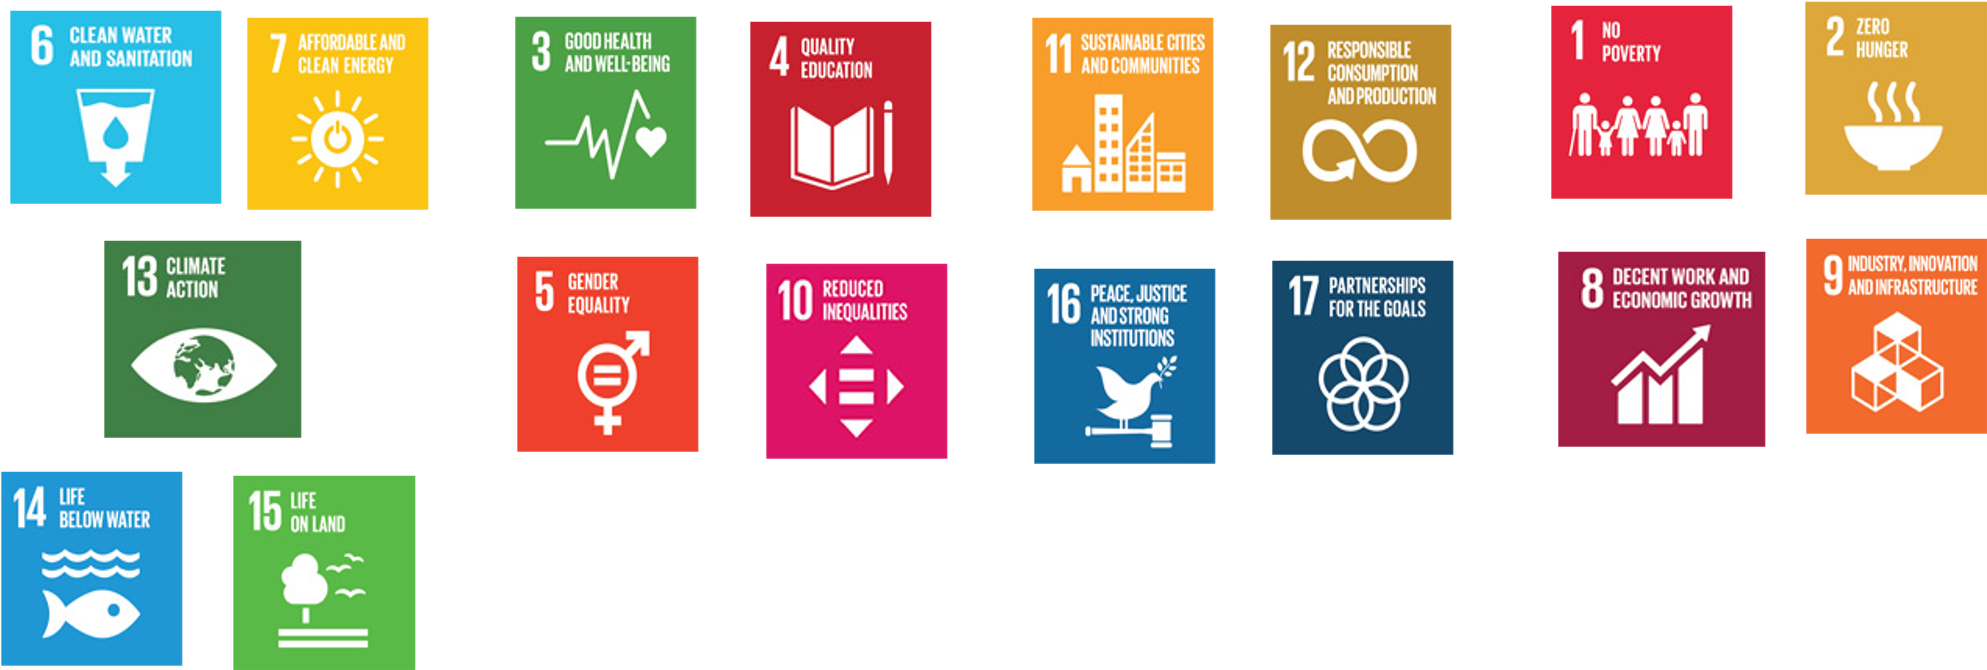 6 CLEAN WATER
AND SANITATION
7 AFFORDABLE AND
CLEAN ENERGY
3 GOOD HEALTH
AND WELL-BEING
4 QUALITY
EDUCATION
11 SUSTAINABLE CITIES
AND COMMUNITIES
12 RESPONSIBLE
CONSUMPTION
AND PRODUCTION
1 NO
POVERTY
2 ZERO
HUNGER
13 CLIMATE
ACTION
5 GENDER
EQUALITY
10 REDUCED
INEQUALITIES
16 PEACE, JUSTICE
AND STRONG
INSTITUTIONS
17 PARTNERSHIPS
FOR THE GOALS
8 DECENT WORK AND
ECONOMIC GROWTH
9 INDUSTRY, INNOVATION
AND INFRASTRUCTURE
14 LIFE
BELOW WATER
15 LIFE
ON LAND